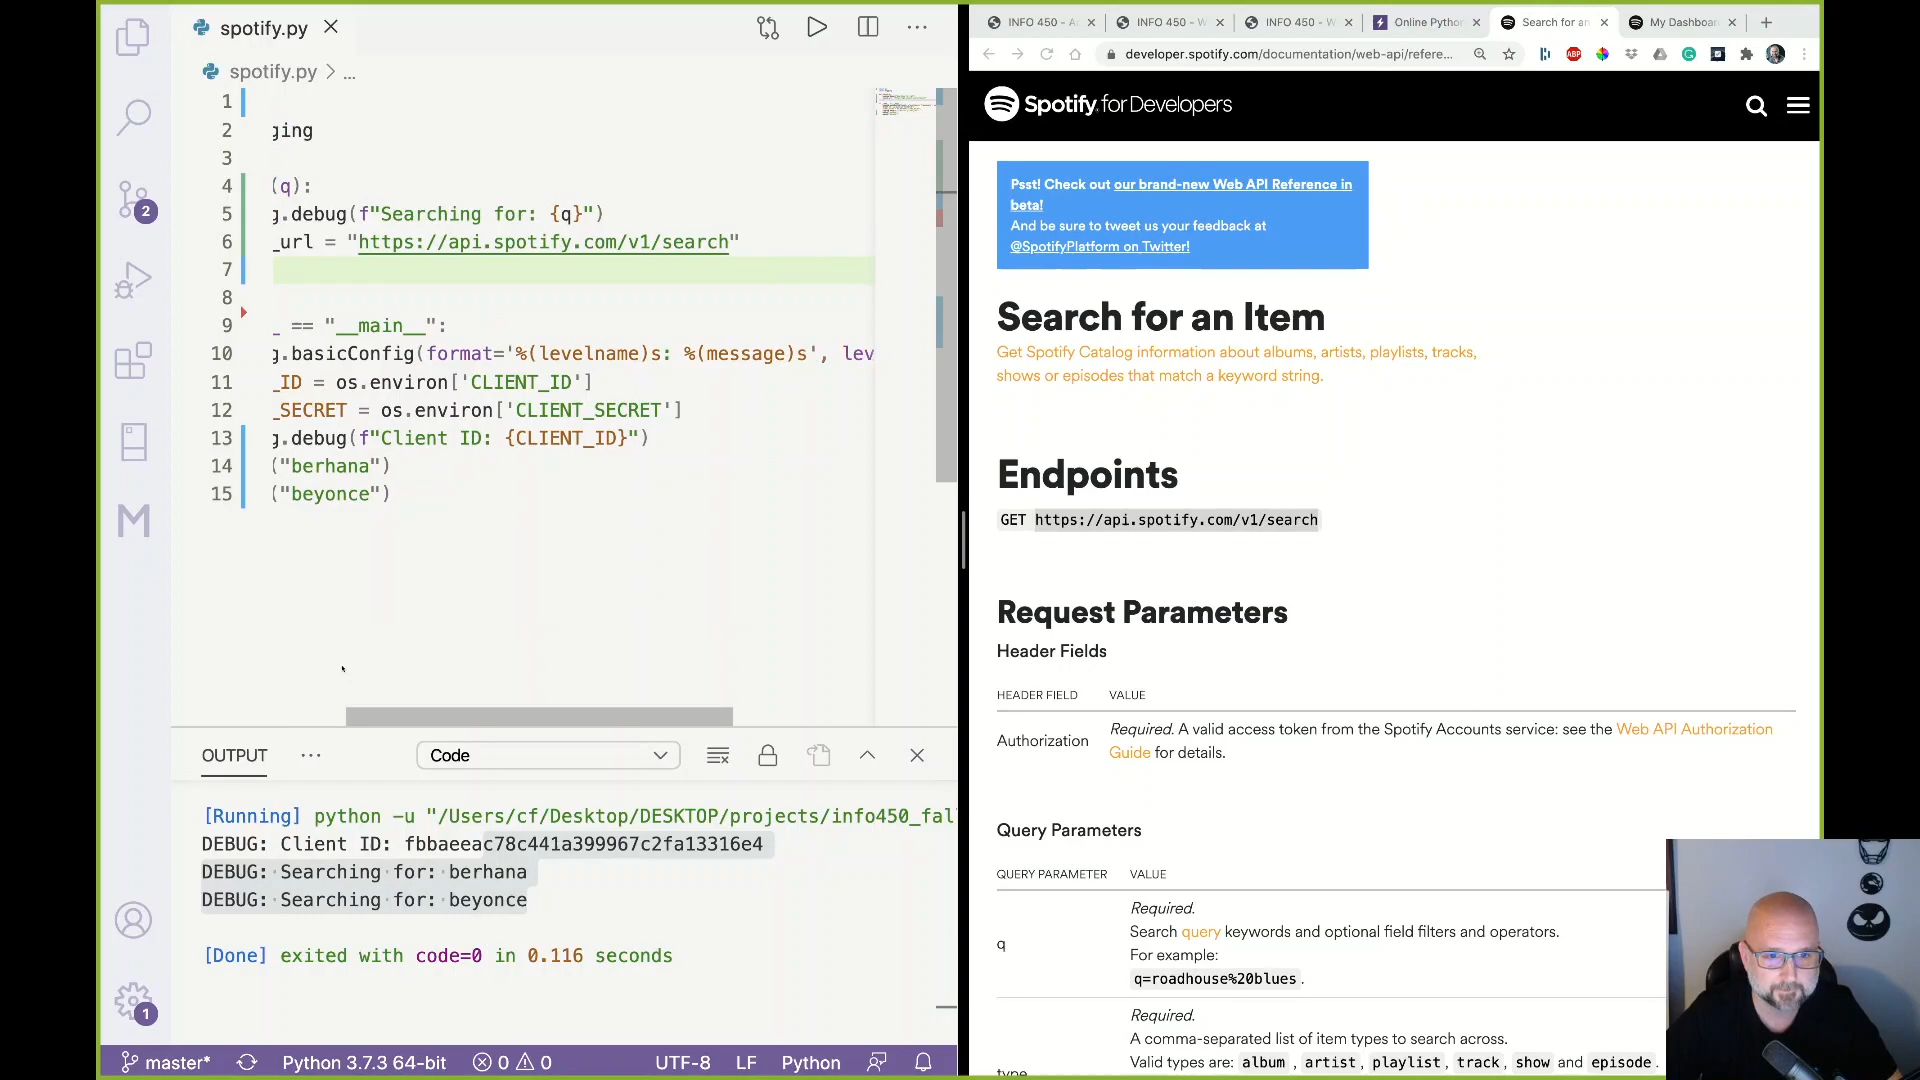 spotify.py
spotify.py > ...
1
2 ging
3
4 (q):
5 g.debug(f"Searching for: {q}")
6 _url = "https://api.spotify.com/v1/search"
7
8
9 _ == "__main__":
10 g.basicConfig(format='%(levelname)s: %(message)s', lev
11 _ID = os.environ['CLIENT_ID']
12 _SECRET = os.environ['CLIENT_SECRET']
13 g.debug(f"Client ID: {CLIENT_ID}")
14 ("berhana")
15 ("beyonce")
2
M
OUTPUT ... Code
[Running] python -u "/Users/cf/Desktop/DESKTOP/projects/info450_fal
DEBUG: Client ID: fbbaeeac78c441a399967c2fa13316e4
DEBUG: Searching for: berhana
DEBUG: Searching for: beyonce
[Done] exited with code=0 in 0.116 seconds
1
master* Python 3.7.3 64-bit 0 0 UTF-8 LF Python
INFO 450 - INFO 450 - W INFO 450 - W Online Python Search for an My Dashboar
developer.spotify.com/documentation/web-api/refere...
ABP
Spotify for Developers
Psst! Check out our brand-new Web API Reference in
beta!
And be sure to tweet us your feedback at
@SpotifyPlatform on Twitter!
Search for an Item
Get Spotify Catalog information about albums, artists, playlists, tracks,
shows or episodes that match a keyword string.
Endpoints
GET https://api.spotify.com/v1/search
Request Parameters
Header Fields
HEADER FIELD VALUE
Authorization Required. A valid access token from the Spotify Accounts service: see the Web API Authorization
Guide for details.
Query Parameters
QUERY PARAMETER VALUE
q Required.
Search query keywords and optional field filters and operators.
For example:
q=roadhouse%20blues.
type Required.
A comma-separated list of item types to search across.
Valid types are: album , artist , playlist , track , show and episode .